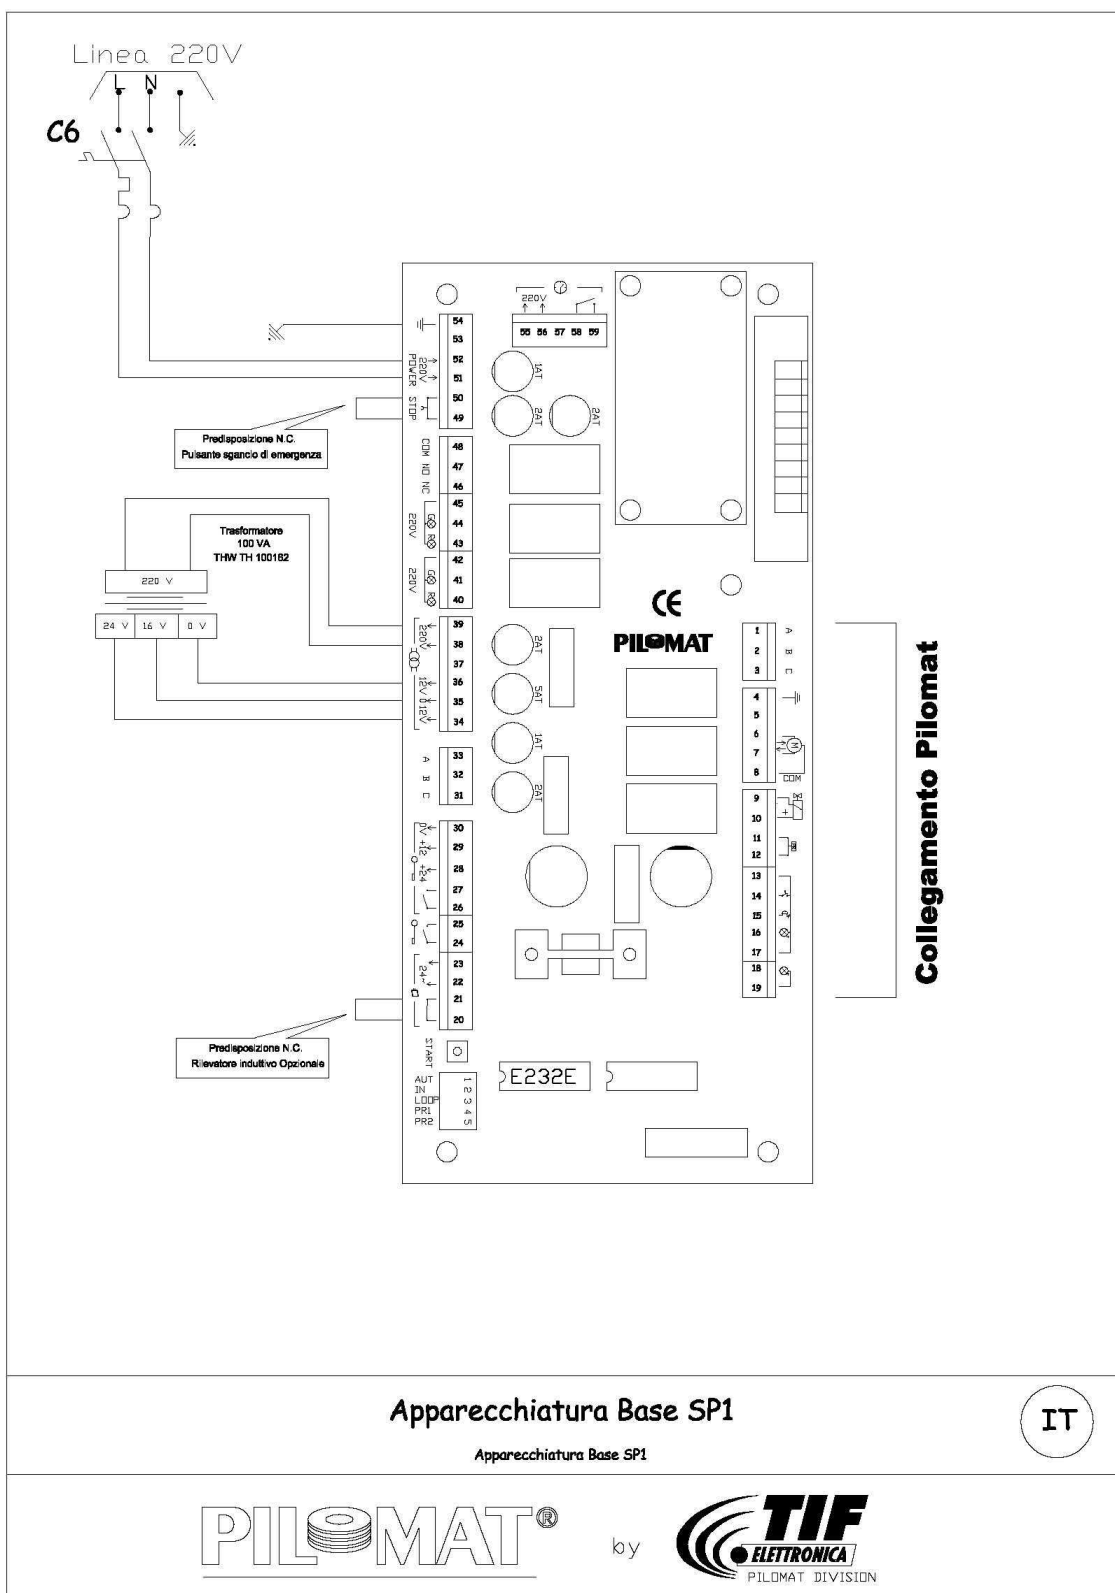 Linea 220V
L N
C6
220V
55 56 57 58 59
54
53
52
51
50
49
220V
POWER
STOP
1AT
2AT
2AT
Predisposizione N.C.
Pulsante sgancio di emergenza
COM NO NC
48
47
46
45
44
43
42
41
40
220V
G
R
220V
G
R
Trasformatore
100 VA
THW TH 100162
220 V
24 V 16 V 0 V
39
38
37
36
35
34
220V
12V 0 12V
2AT
5AT
1AT
2AT
CE
PILOMAT
A
B
C
33
32
31
30
29
28
27
26
25
24
23
22
21
20
0V +12
+24
24~
1 A
2 B
3 C
4
5
6
7
8
M
COM
9
10
+
11
12
13
14
15
16
17
18
19
Collegamento Pilomat
Predisposizione N.C.
Rilevatore induttivo Opzionale
START
AUT 1
IN 2
LOOP 3
PR1 4
PR2 5
E232E
Apparecchiatura Base SP1
Apparecchiatura Base SP1
IT
PILOMAT®
by
TIF
ELETTRONICA
PILOMAT DIVISION